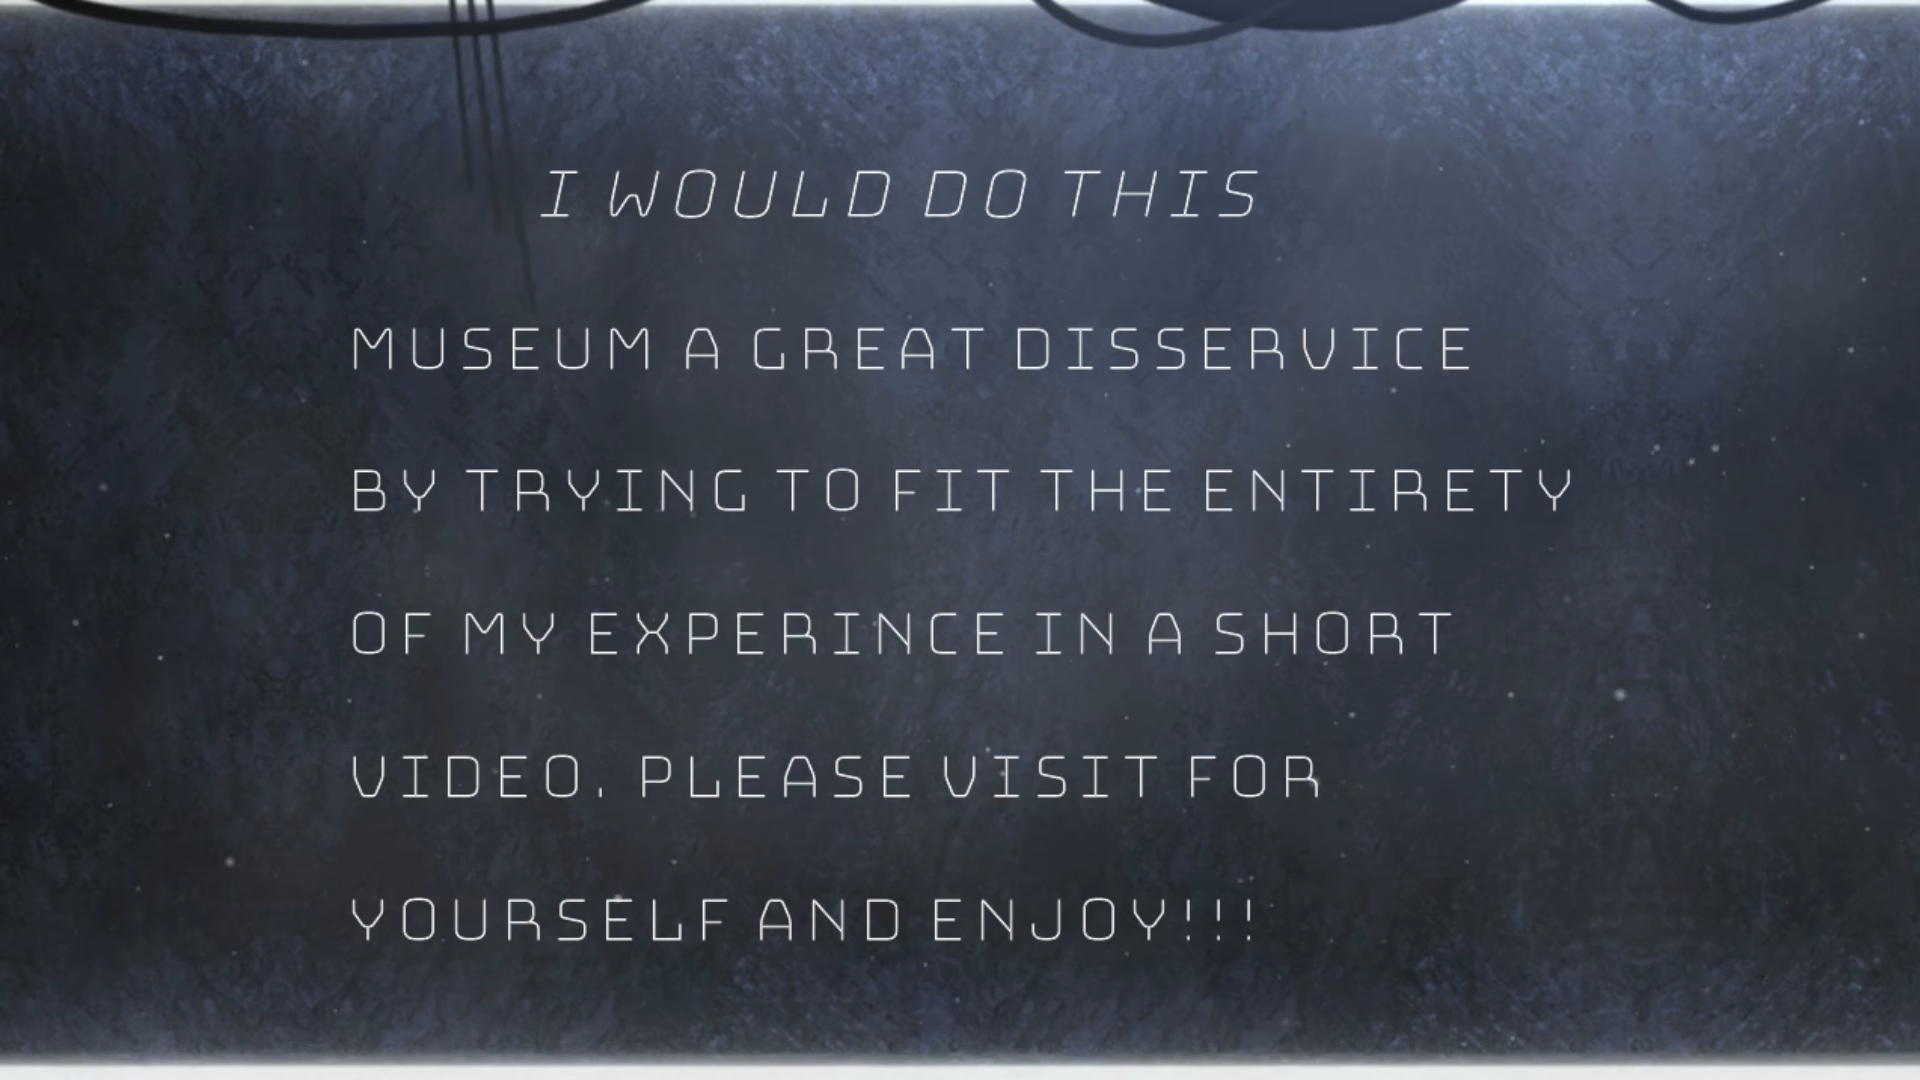 I WOULD DO THIS
MUSEUM A GREAT DISSERVICE
BY TRYING TO FIT THE ENTIRETY
OF MY EXPERINCE IN A SHORT
VIDEO. PLEASE VISIT FOR
YOURSELF AND ENJOY!!!